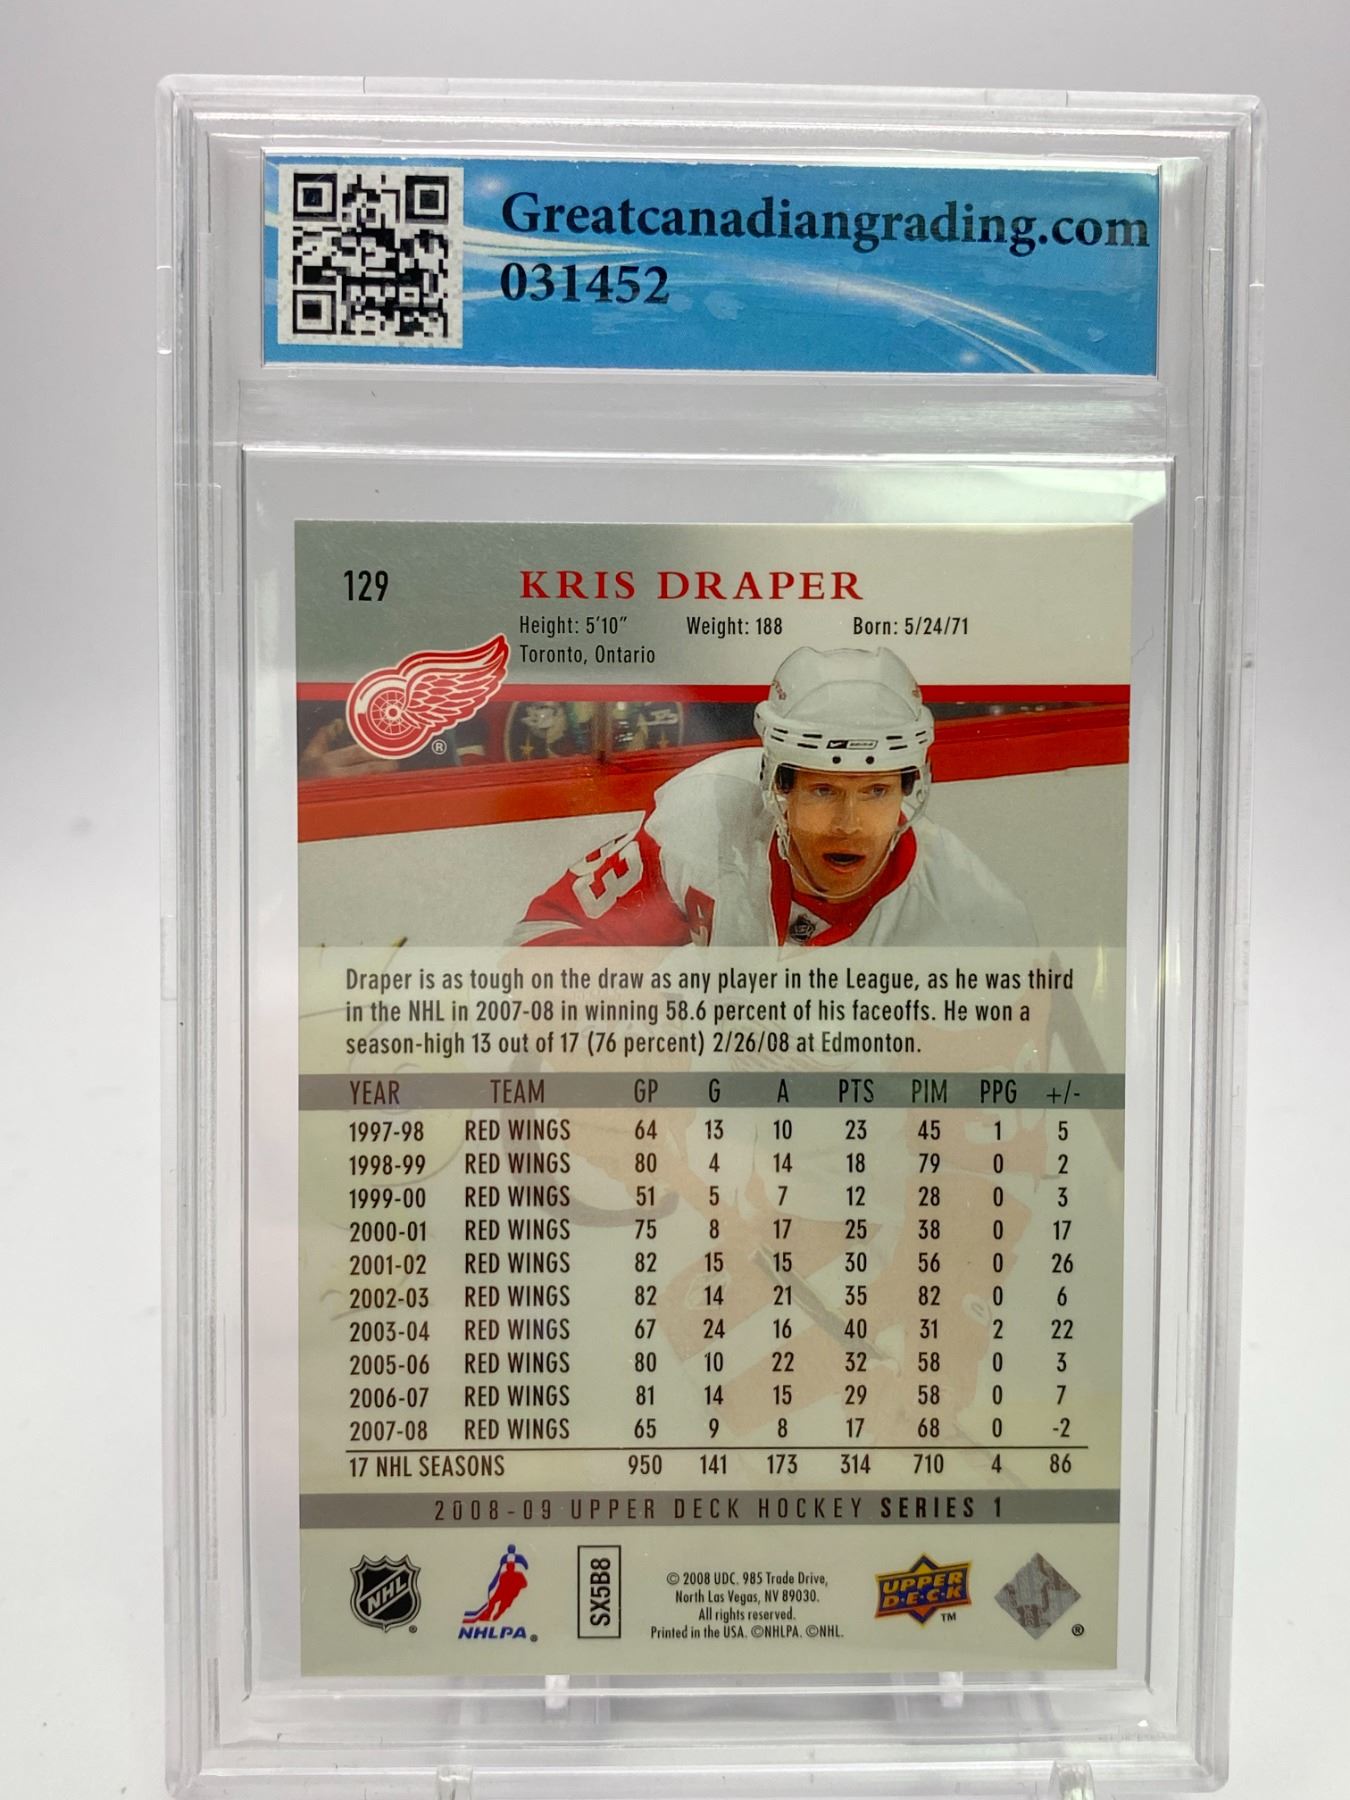 Greatcanadiangrading.com
031452
129 KRIS DRAPER
Height: 5'10" Weight: 188 Born: 5/24/71
Toronto, Ontario
®
33
A
Draper is as tough on the draw as any player in the League, as he was third
in the NHL in 2007-08 in winning 58.6 percent of his faceoffs. He won a
season-high 13 out of 17 (76 percent) 2/26/08 at Edmonton.
YEAR TEAM GP G A PTS PIM PPG +/-
1997-98 RED WINGS 64 13 10 23 45 1 5
1998-99 RED WINGS 80 4 14 18 79 0 2
1999-00 RED WINGS 51 5 7 12 28 0 3
2000-01 RED WINGS 75 8 17 25 38 0 17
2001-02 RED WINGS 82 15 15 30 56 0 26
2002-03 RED WINGS 82 14 21 35 82 0 6
2003-04 RED WINGS 67 24 16 40 31 2 22
2005-06 RED WINGS 80 10 22 32 58 0 3
2006-07 RED WINGS 81 14 15 29 58 0 7
2007-08 RED WINGS 65 9 8 17 68 0 -2
17 NHL SEASONS 950 141 173 314 710 4 86
2008-09 UPPER DECK HOCKEY SERIES 1
NHL ®
NHLPA ®
SX5B8
© 2008 UDC. 985 Trade Drive,
North Las Vegas, NV 89030.
All rights reserved.
Printed in the USA. ©NHLPA. ©NHL.
UPPER
D·E·C·K
TM
®